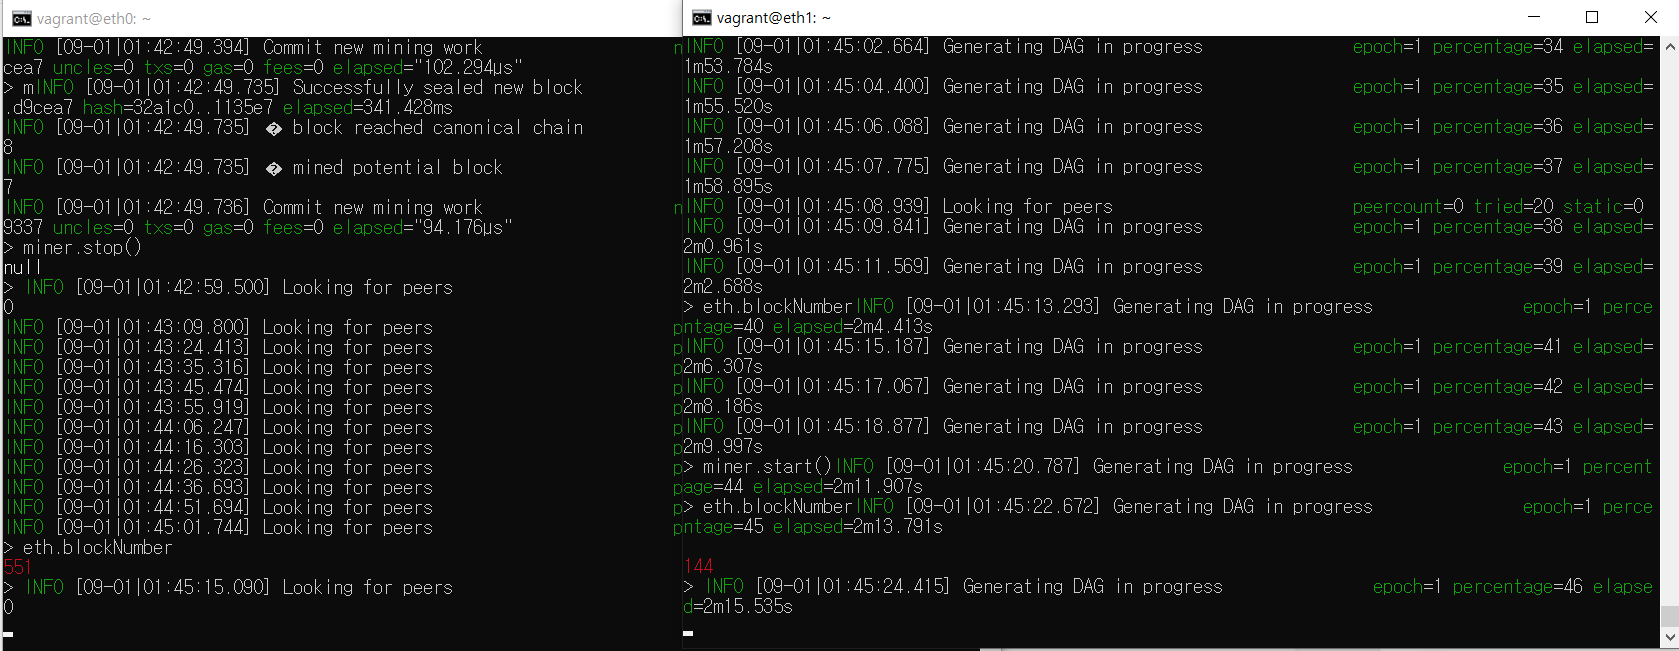 vagrant@eth0: ~
INFO [09-01|01:42:49.394] Commit new mining work n
cea7 uncles=0 txs=0 gas=0 fees=0 elapsed="102.294µs"
> mINFO [09-01|01:42:49.735] Successfully sealed new block
.d9cea7 hash=32a1c0..1135e7 elapsed=341.428ms
INFO [09-01|01:42:49.735] � block reached canonical chain
8
INFO [09-01|01:42:49.735] � mined potential block
7
INFO [09-01|01:42:49.736] Commit new mining work n
9337 uncles=0 txs=0 gas=0 fees=0 elapsed="94.176µs"
> miner.stop()
null
> INFO [09-01|01:42:59.500] Looking for peers
0
INFO [09-01|01:43:09.800] Looking for peers p
INFO [09-01|01:43:24.413] Looking for peers p
INFO [09-01|01:43:35.316] Looking for peers p
INFO [09-01|01:43:45.474] Looking for peers p
INFO [09-01|01:43:55.919] Looking for peers p
INFO [09-01|01:44:06.247] Looking for peers p
INFO [09-01|01:44:16.303] Looking for peers p
INFO [09-01|01:44:26.323] Looking for peers p
INFO [09-01|01:44:36.693] Looking for peers p
INFO [09-01|01:44:51.694] Looking for peers p
INFO [09-01|01:45:01.744] Looking for peers p
> eth.blockNumber
551
> INFO [09-01|01:45:15.090] Looking for peers
0
vagrant@eth1: ~
INFO [09-01|01:45:02.664] Generating DAG in progress epoch=1 percentage=34 elapsed=
1m53.784s
INFO [09-01|01:45:04.400] Generating DAG in progress epoch=1 percentage=35 elapsed=
1m55.520s
INFO [09-01|01:45:06.088] Generating DAG in progress epoch=1 percentage=36 elapsed=
1m57.208s
INFO [09-01|01:45:07.775] Generating DAG in progress epoch=1 percentage=37 elapsed=
1m58.895s
INFO [09-01|01:45:08.939] Looking for peers peercount=0 tried=20 static=0
INFO [09-01|01:45:09.841] Generating DAG in progress epoch=1 percentage=38 elapsed=
2m0.961s
INFO [09-01|01:45:11.569] Generating DAG in progress epoch=1 percentage=39 elapsed=
2m2.688s
> eth.blockNumberINFO [09-01|01:45:13.293] Generating DAG in progress epoch=1 perce
ntage=40 elapsed=2m4.413s
INFO [09-01|01:45:15.187] Generating DAG in progress epoch=1 percentage=41 elapsed=
2m6.307s
INFO [09-01|01:45:17.067] Generating DAG in progress epoch=1 percentage=42 elapsed=
2m8.186s
INFO [09-01|01:45:18.877] Generating DAG in progress epoch=1 percentage=43 elapsed=
2m9.997s
> miner.start()INFO [09-01|01:45:20.787] Generating DAG in progress epoch=1 percent
age=44 elapsed=2m11.907s
> eth.blockNumberINFO [09-01|01:45:22.672] Generating DAG in progress epoch=1 perce
ntage=45 elapsed=2m13.791s
144
> INFO [09-01|01:45:24.415] Generating DAG in progress epoch=1 percentage=46 elapse
d=2m15.535s